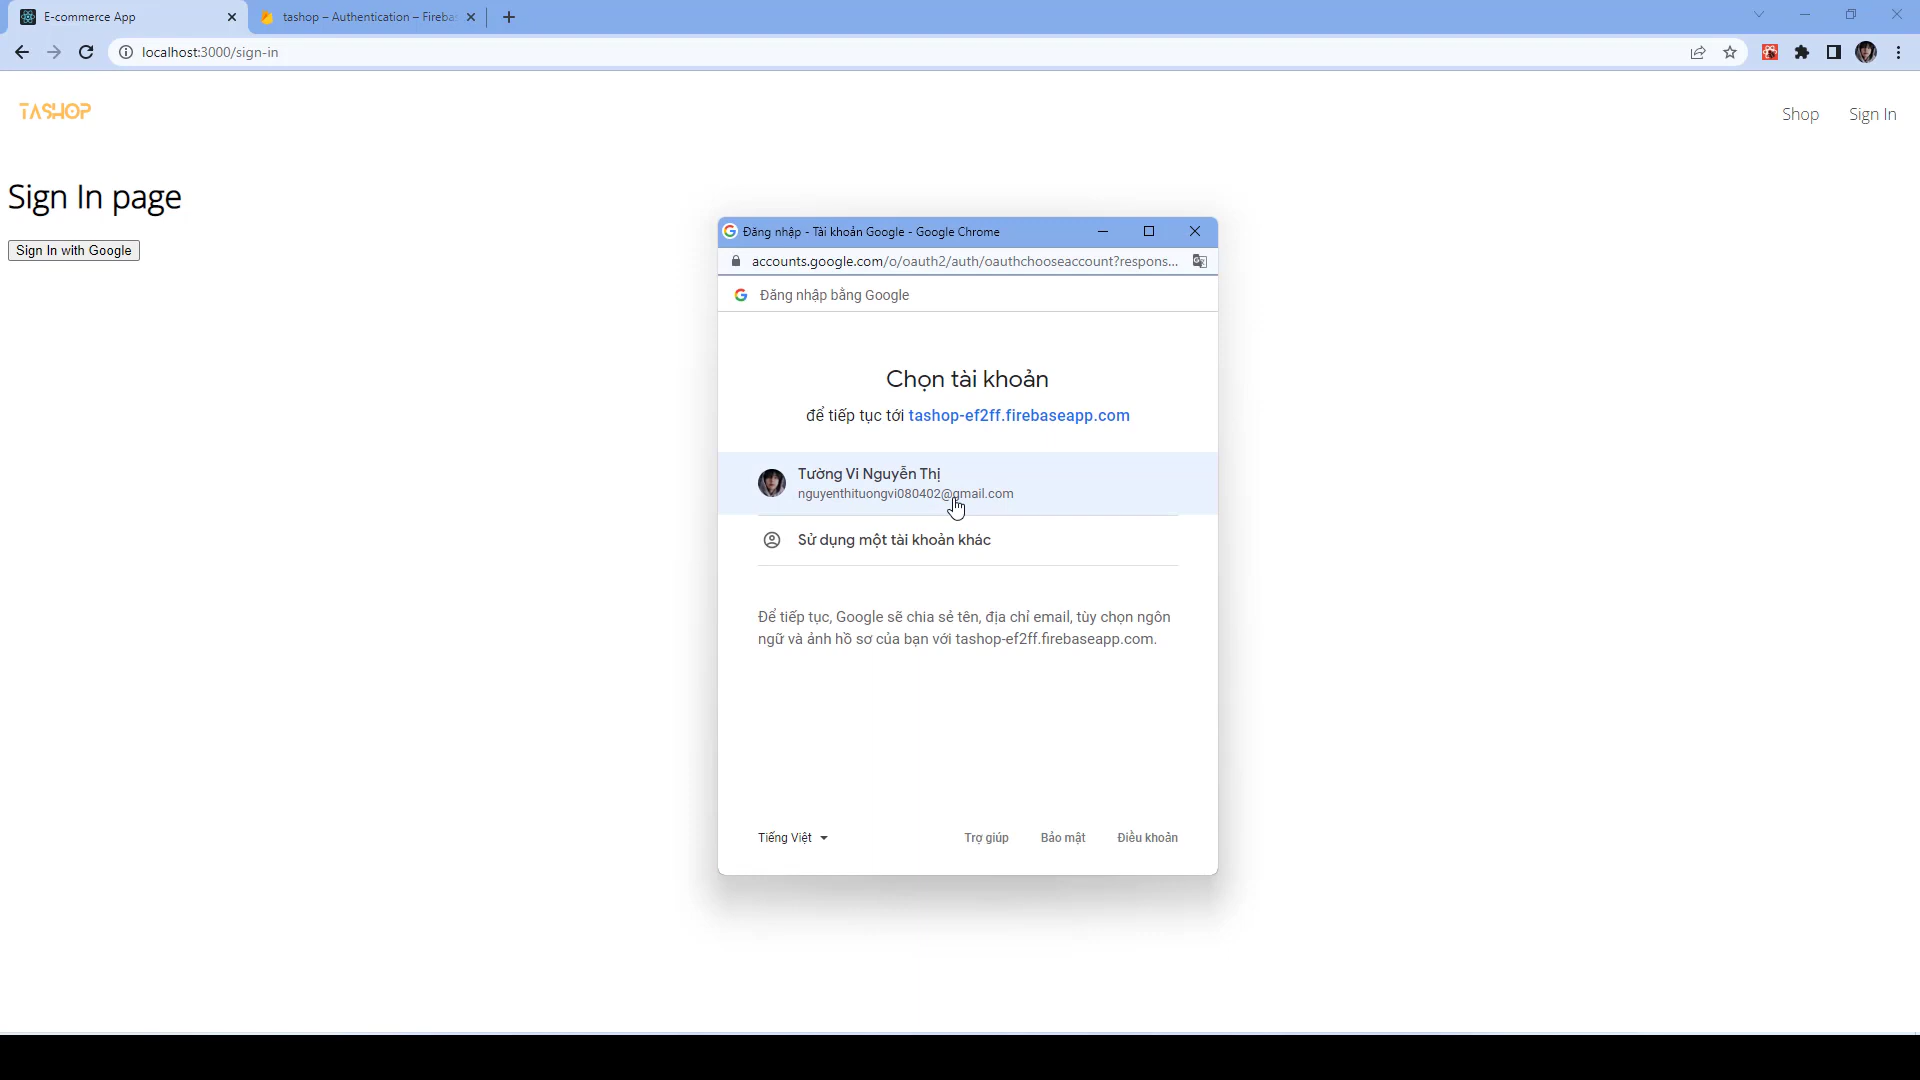 E-commerce App
tashop – Authentication – Fireba
localhost:3000/sign-in
TASHOP
Shop
Sign In
Sign In page
Sign In with Google
Đăng nhập - Tài khoản Google - Google Chrome
accounts.google.com/o/oauth2/auth/oauthchooseaccount?respons...
Đăng nhập bằng Google
Chọn tài khoản
để tiếp tục tới tashop-ef2ff.firebaseapp.com
Tường Vi Nguyễn Thị
nguyenthituongvi080402@gmail.com
Sử dụng một tài khoản khác
Để tiếp tục, Google sẽ chia sẻ tên, địa chỉ email, tùy chọn ngôn
ngữ và ảnh hồ sơ của bạn với tashop-ef2ff.firebaseapp.com.
Tiếng Việt
Trợ giúp
Bảo mật
Điều khoản